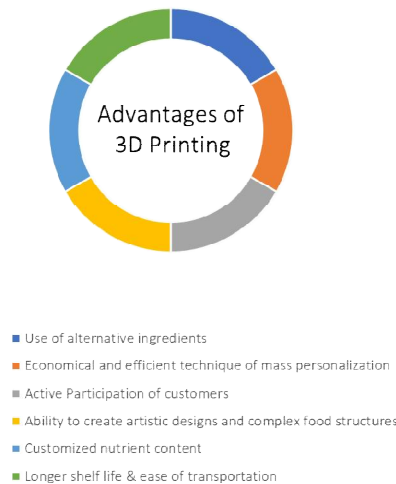 Advantages of
3D Printing
Use of alternative ingredients
Economical and efficient technique of mass personalization
Active Participation of customers
Ability to create artistic designs and complex food structures
Customized nutrient content
Longer shelf life & ease of transportation